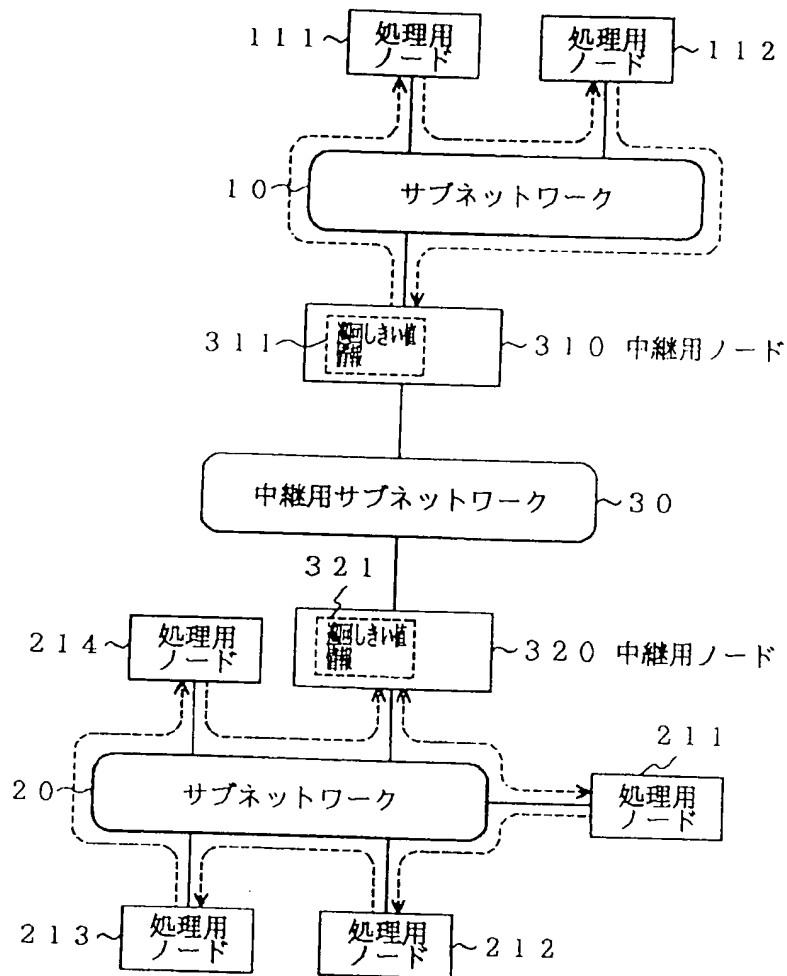 111
処理用
ノード
処理用
ノード
112
10
サブネットワーク
311
巡回しきい値
情報
310 中継用ノード
中継用サブネットワーク
30
321
214
処理用
ノード
巡回しきい値
情報
320 中継用ノード
211
20
サブネットワーク
処理用
ノード
213
処理用
ノード
処理用
ノード
212